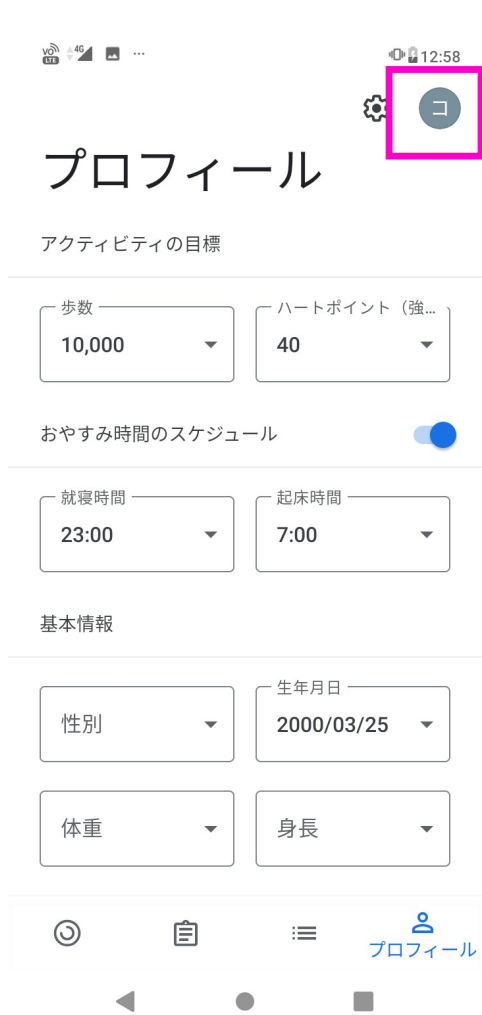 VO))
LTE 4G … 12:58
コ
プロフィール
アクティビティの目標
歩数 ハートポイント（強…
10,000 40
おやすみ時間のスケジュール
就寝時間 起床時間
23:00 7:00
基本情報
生年月日
性別 2000/03/25
体重 身長
プロフィール